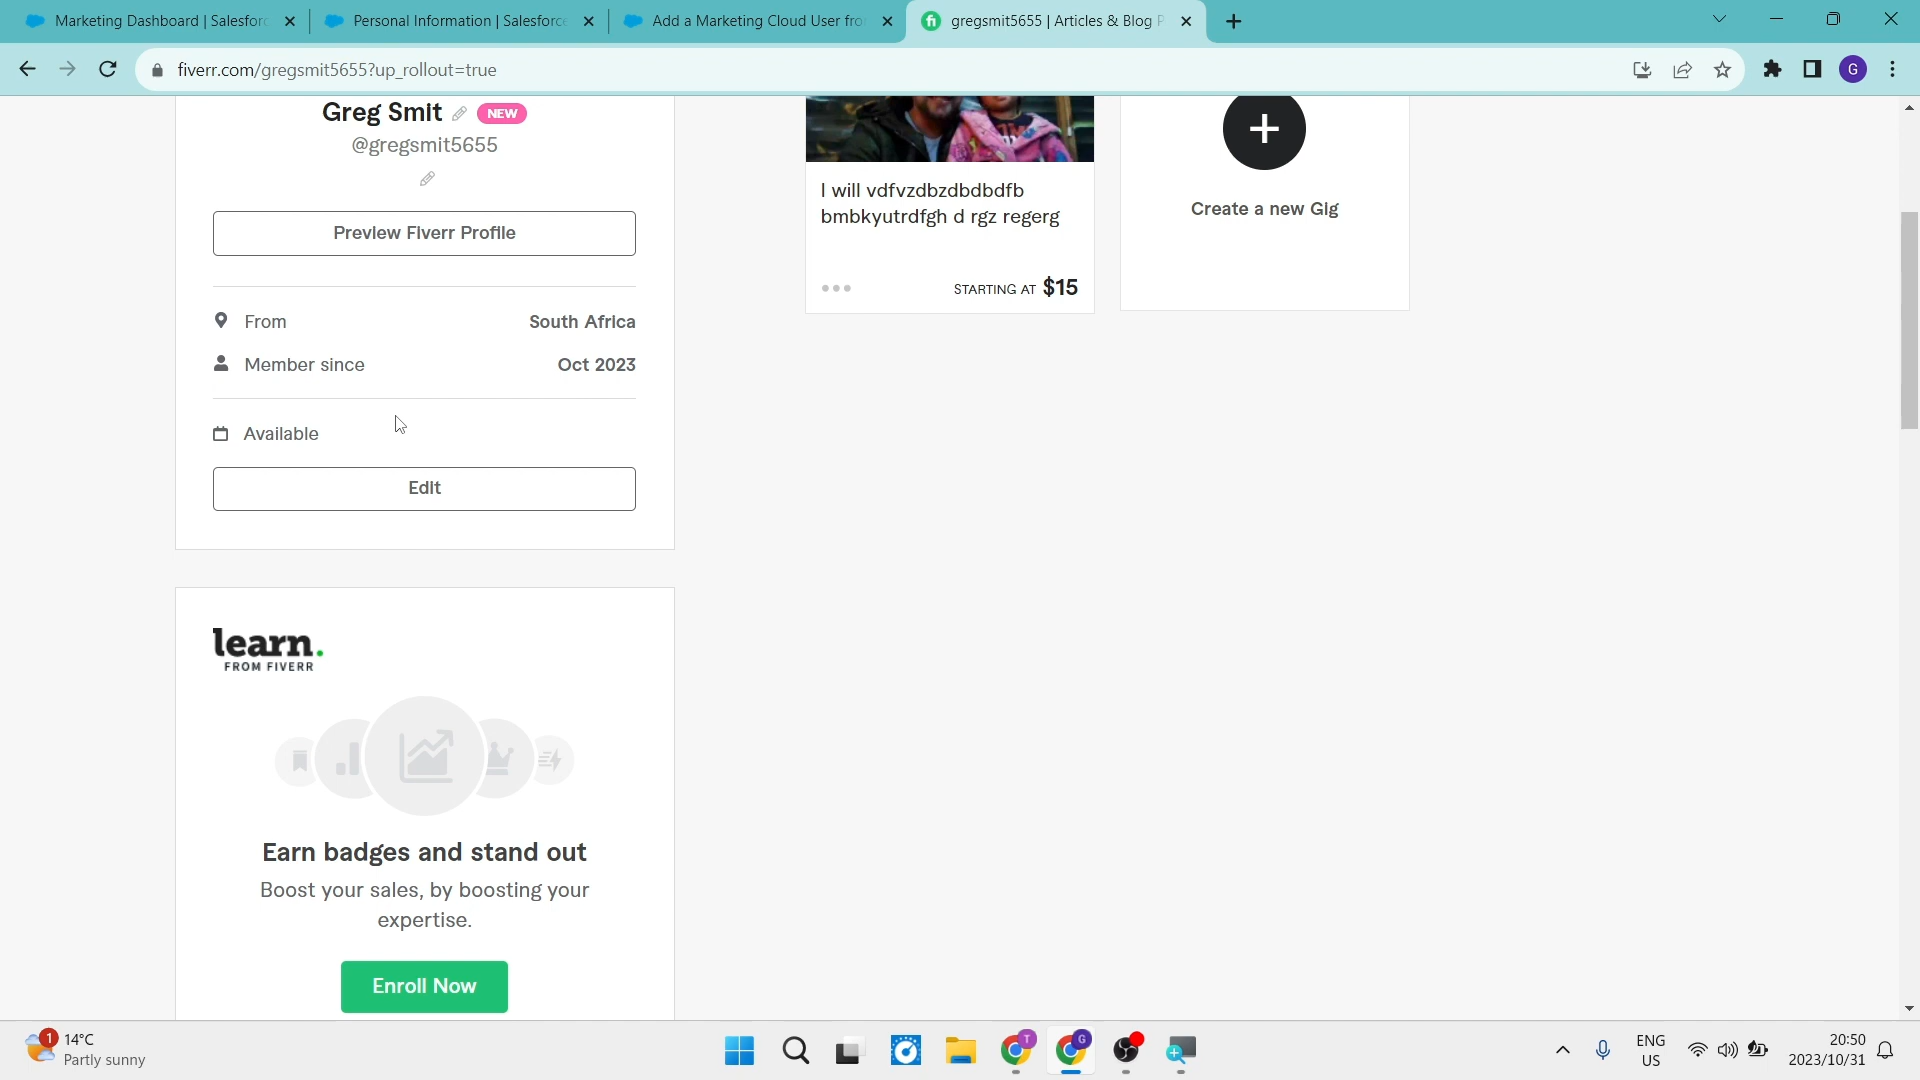 Marketing Dashboard | Salesforc
Personal Information | Salesforce
Add a Marketing Cloud User fro
gregsmit5655 | Articles & Blog P
fiverr.com/gregsmit5655?up_rollout=true
G
Greg Smit NEW
@gregsmit5655
Preview Fiverr Profile
From South Africa
Member since Oct 2023
Available
Edit
I will vdfvzdbzdbdbdfb
bmbkyutrdfgh d rgz regerg
STARTING AT $15
Create a new Gig
learn.
FROM FIVERR
Earn badges and stand out
Boost your sales, by boosting your
expertise.
Enroll Now
1
14°C
Partly sunny
T
G
ENG
US
20:50
2023/10/31